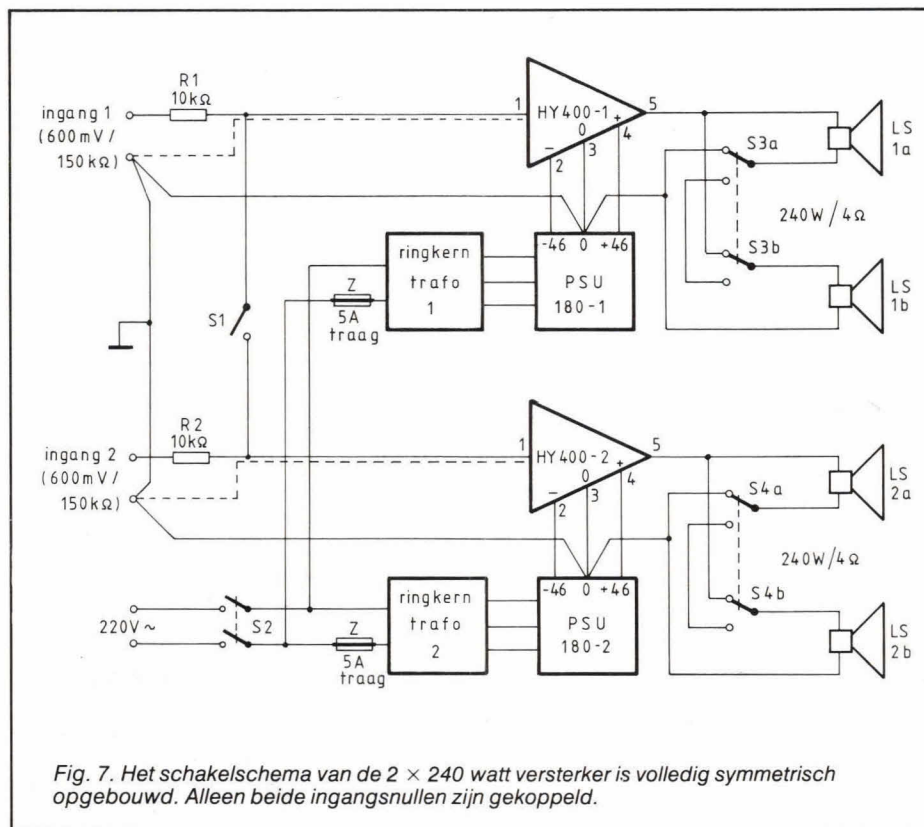 R1
10kΩ
ingang 1
(600mV/
150kΩ)
1
HY400-1
5
−
0
+
2
3
4
S3a
LS
1a
240W/4Ω
S3b
LS
1b
S1
ringkern
trafo
1
Z
5A
traag
-46 0 +46
PSU
180-1
R2
10kΩ
ingang 2
(600mV/
150kΩ)
1
HY400-2
5
−
0
+
2
3
4
S4a
LS
2a
240W/4Ω
S4b
LS
2b
220V~
S2
Z
5A
traag
ringkern
trafo
2
-46 0 +46
PSU
180-2
Fig. 7. Het schakelschema van de 2 × 240 watt versterker is volledig symmetrisch
opgebouwd. Alleen beide ingangsnullen zijn gekoppeld.